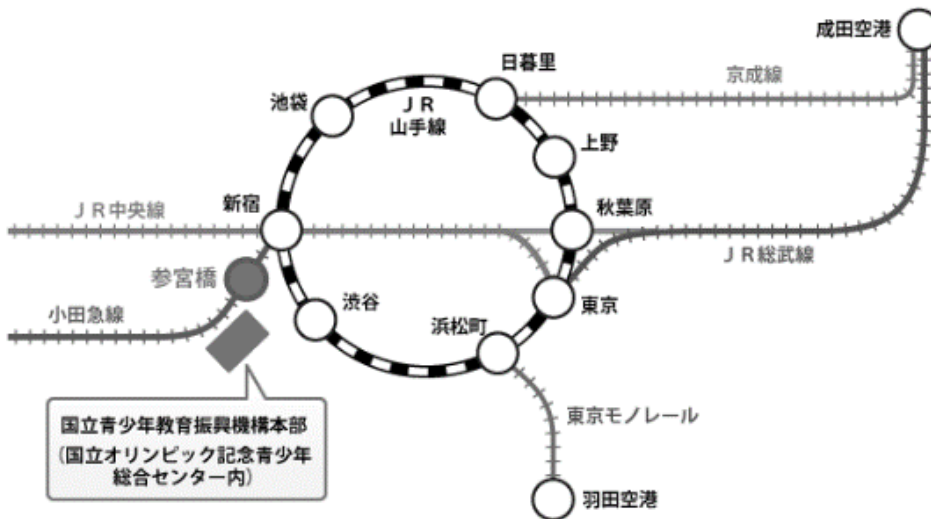 成田空港
日暮里
京成線
池袋
ＪＲ
山手線
上野
新宿
秋葉原
ＪＲ中央線
ＪＲ総武線
参宮橋
東京
小田急線
渋谷
浜松町
国立青少年教育振興機構本部
（国立オリンピック記念青少年
総合センター内）
東京モノレール
羽田空港